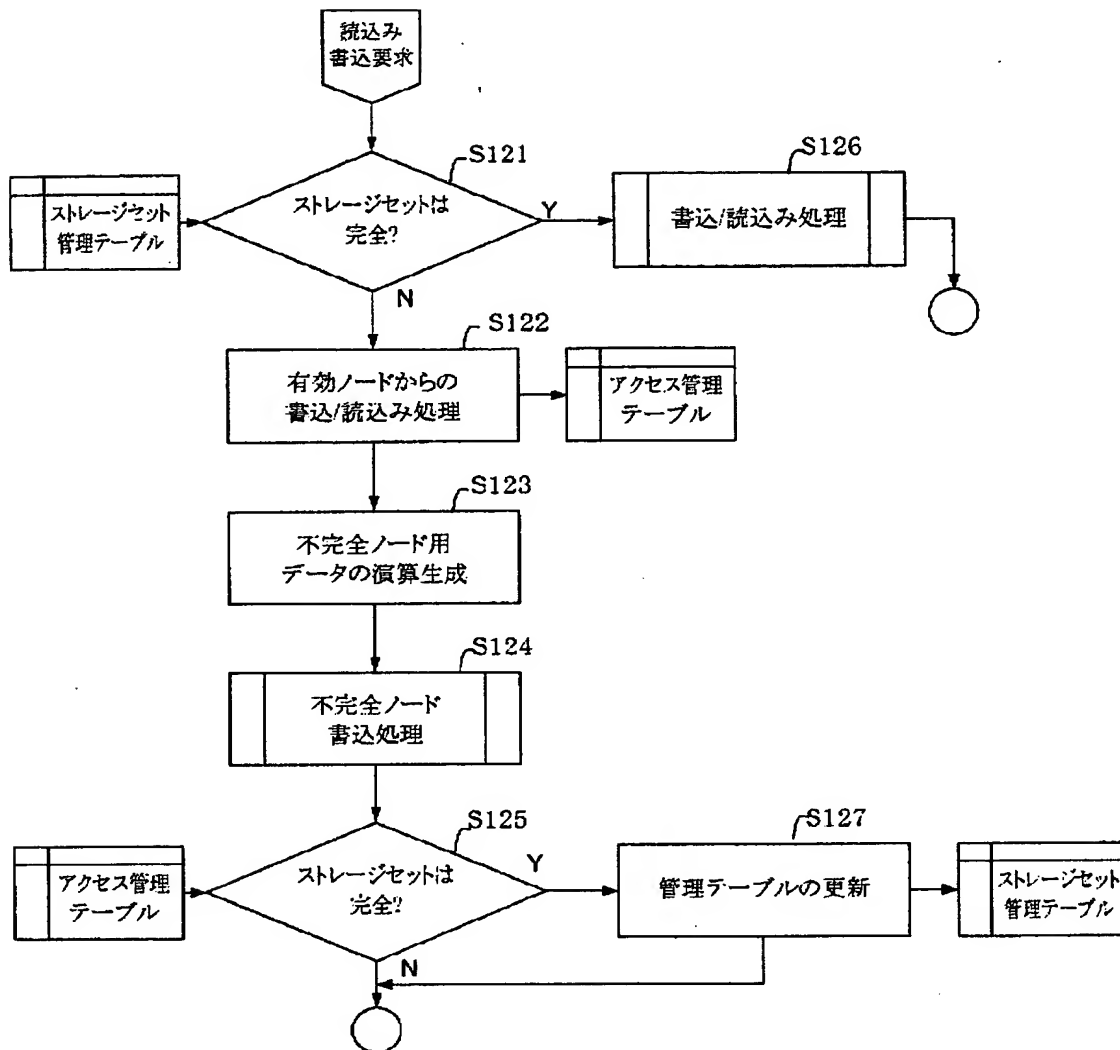 読込み
書込要求
S121
S126
ストレージセット
管理テーブル
ストレージセットは
完全?
Y
書込/読込み処理
N
S122
有効ノードからの
書込/読込み処理
アクセス管理
テーブル
S123
不完全ノード用
データの演算生成
S124
不完全ノード
書込処理
S125
S127
アクセス管理
テーブル
ストレージセットは
完全?
Y
管理テーブルの更新
ストレージセット
管理テーブル
N